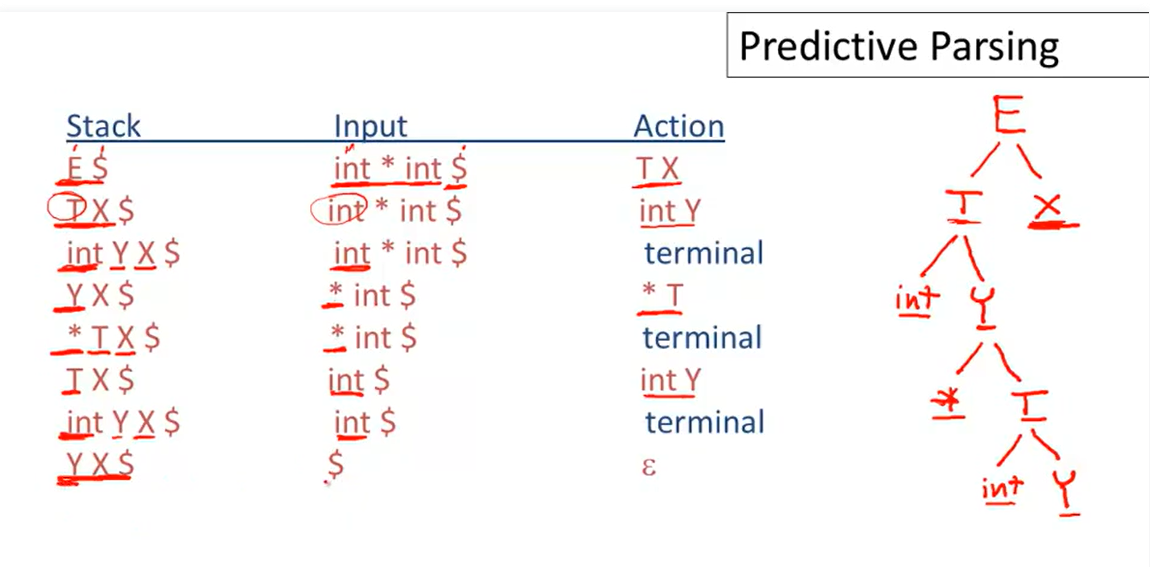 Predictive Parsing
Stack Input Action
E $ int * int $ T X
T X $ int * int $ int Y
int Y X $ int * int $ terminal
Y X $ * int $ * T
* T X $ * int $ terminal
T X $ int $ int Y
int Y X $ int $ terminal
Y X $ $ ε
E
T X
int Y
* T
int Y